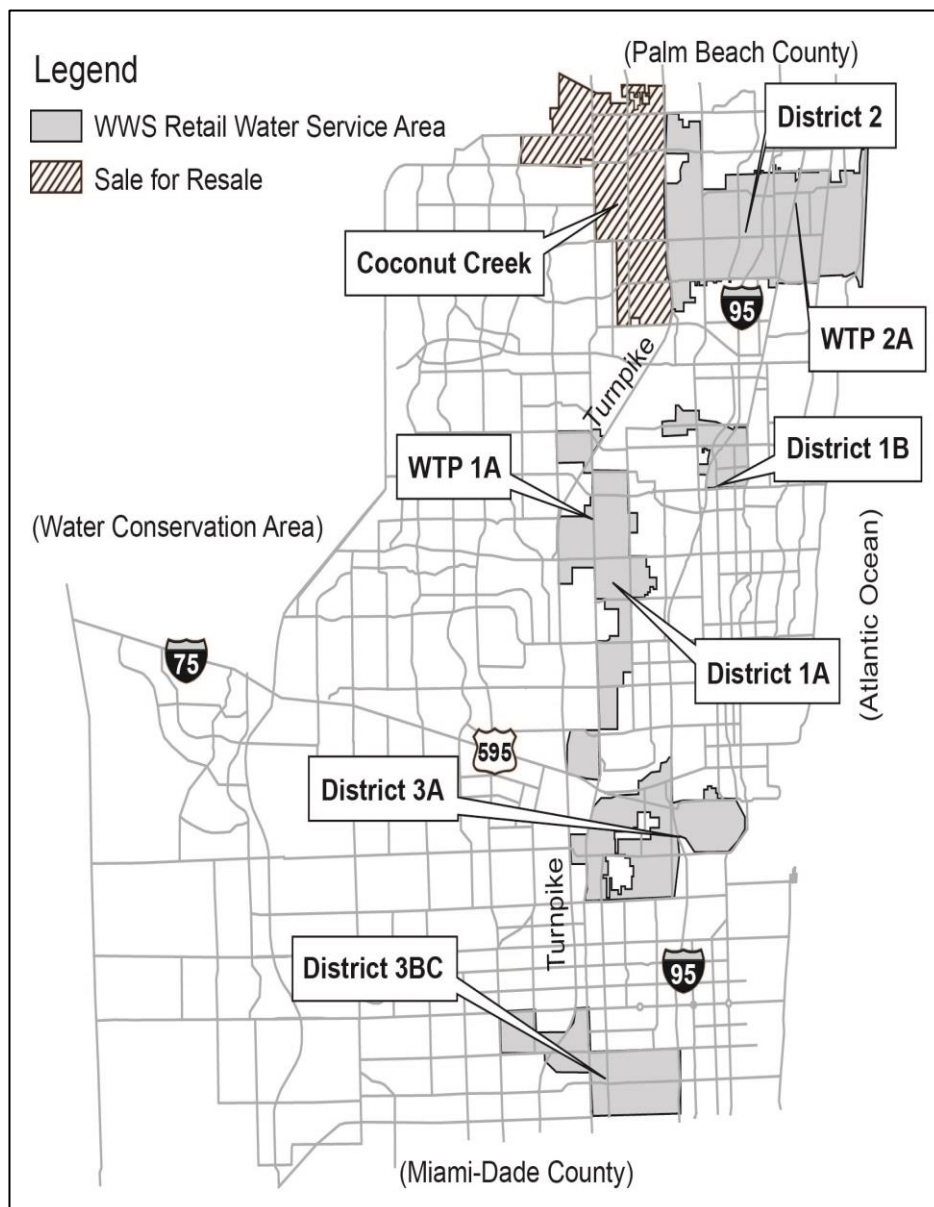 (Palm Beach County)
Legend
WWS Retail Water Service Area
Sale for Resale
District 2
Coconut Creek
95
WTP 2A
Turnpike
District 1B
WTP 1A
(Water Conservation Area)
(Atlantic Ocean)
75
District 1A
595
District 3A
Turnpike
District 3BC
95
(Miami-Dade County)